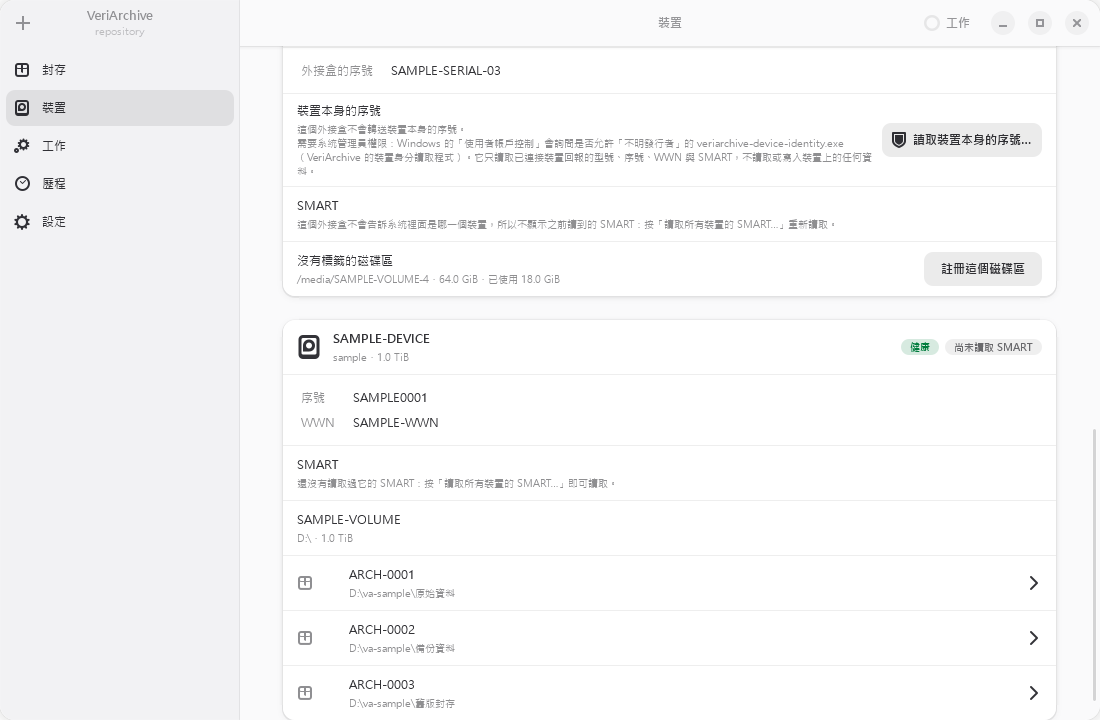 VeriArchive
repository
封存
裝置
工作
歷程
設定
裝置
工作
外接盒的序號 SAMPLE-SERIAL-03
裝置本身的序號
這個外接盒不會轉送裝置本身的序號。
需要系統管理員權限：Windows 的「使用者帳戶控制」會詢問是否允許「不明發行者」的 veriarchive-device-identity.exe
（VeriArchive 的裝置身分讀取程式）。它只讀取已連接裝置回報的型號、序號、WWN 與 SMART，不讀取或寫入裝置上的任何資
料。
讀取裝置本身的序號...
SMART
這個外接盒不會告訴系統裡面是哪一個裝置，所以不顯示之前讀到的 SMART：按「讀取所有裝置的 SMART...」重新讀取。
沒有標籤的磁碟區
/media/SAMPLE-VOLUME-4 · 64.0 GiB · 已使用 18.0 GiB
註冊這個磁碟區
SAMPLE-DEVICE
sample · 1.0 TiB
健康
尚未讀取 SMART
序號 SAMPLE0001
WWN SAMPLE-WWN
SMART
還沒有讀取過它的 SMART：按「讀取所有裝置的 SMART...」即可讀取。
SAMPLE-VOLUME
D:\ · 1.0 TiB
ARCH-0001
D:\va-sample\原始資料
ARCH-0002
D:\va-sample\備份資料
ARCH-0003
D:\va-sample\舊版封存